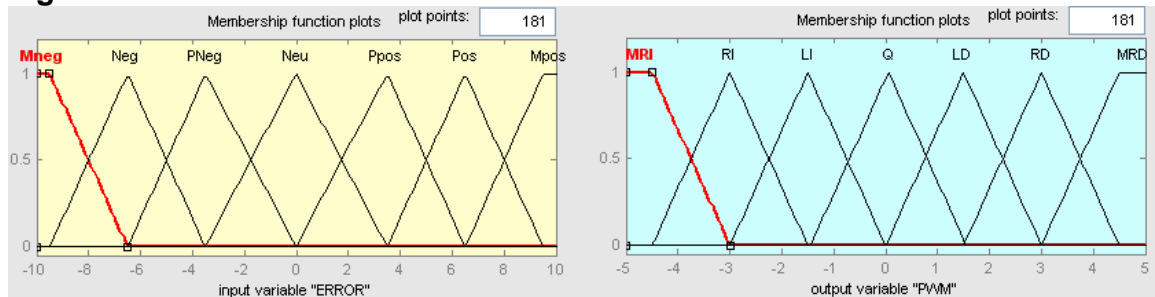 Membership function plots plot points: 181
Mneg Neg PNeg Neu Ppos Pos Mpos
1
0.5
0
-10 -8 -6 -4 -2 0 2 4 6 8 10
input variable "ERROR"
Membership function plots plot points: 181
MRI RI LI Q LD RD MRD
1
0.5
0
-5 -4 -3 -2 -1 0 1 2 3 4 5
output variable "PWM"